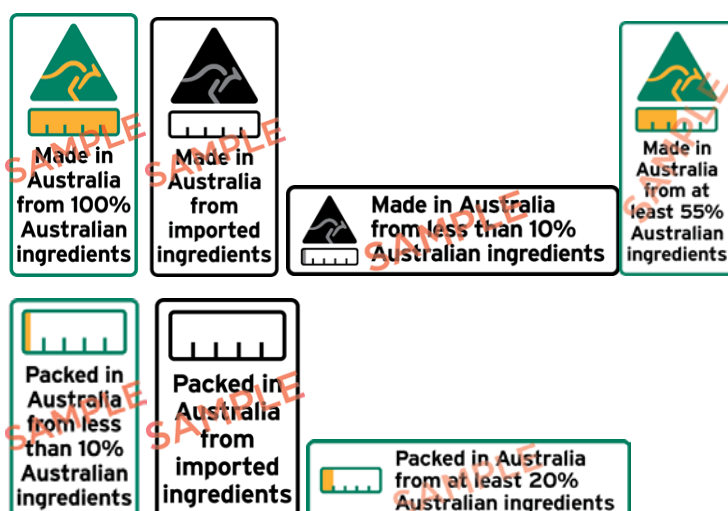 Made in
Australia
from 100%
Australian
ingredients
SAMPLE
Made in
Australia
from
imported
ingredients
SAMPLE
Made in Australia
from less than 10%
Australian ingredients
SAMPLE
Made in
Australia
from at
least 55%
Australian
ingredients
SAMPLE
Packed in
Australia
from less
than 10%
Australian
ingredients
SAMPLE
Packed in
Australia
from
imported
ingredients
SAMPLE
Packed in Australia
from at least 20%
Australian ingredients
SAMPLE